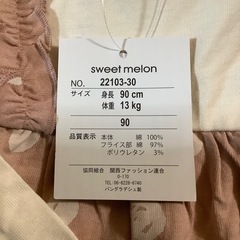 sweet melon
NO. 22103-30
サイズ 身長 90 cm
体重 13 kg
90
品質表示 本体 綿 100%
フライス部 綿 97%
ポリウレタン 3%
協同組合 関西ファッション連合
O-170
TEL 06-6228-6740
バングラデシュ製